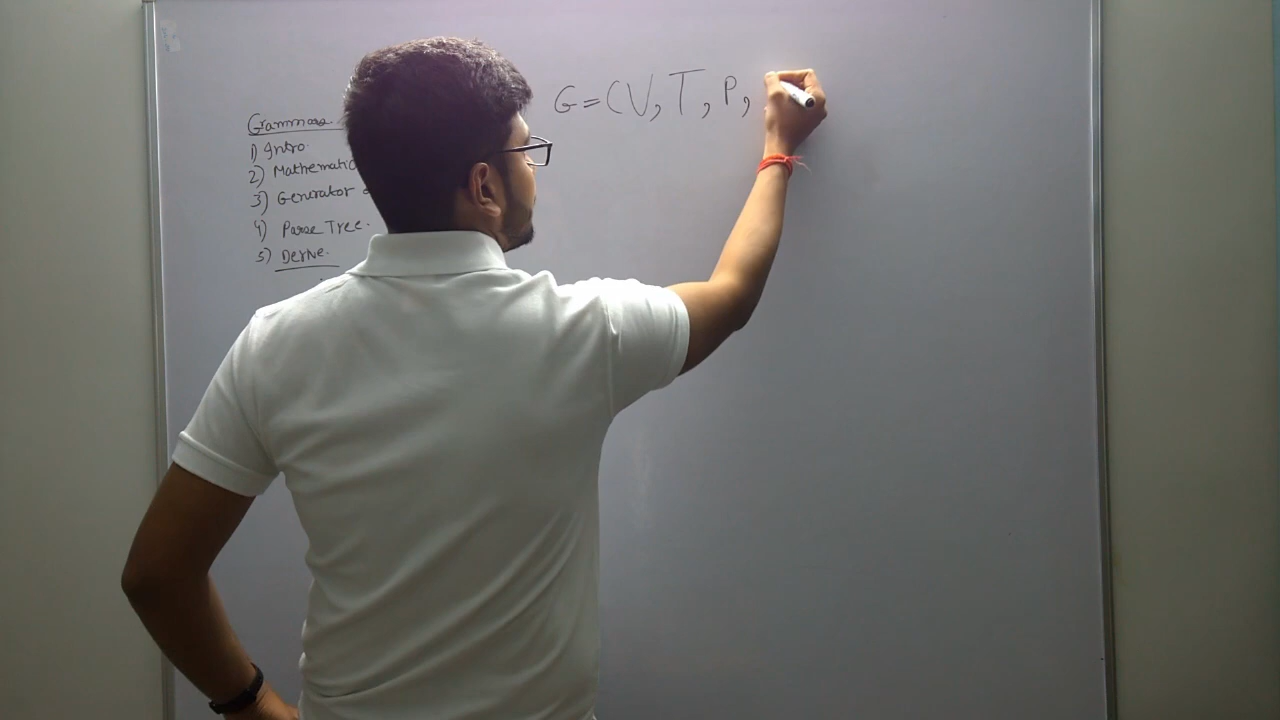 Grammar
1) Intro.
2) Mathematic
3) Generator
4) Parse Tree.
5) Derive.
G = (V, T, P,